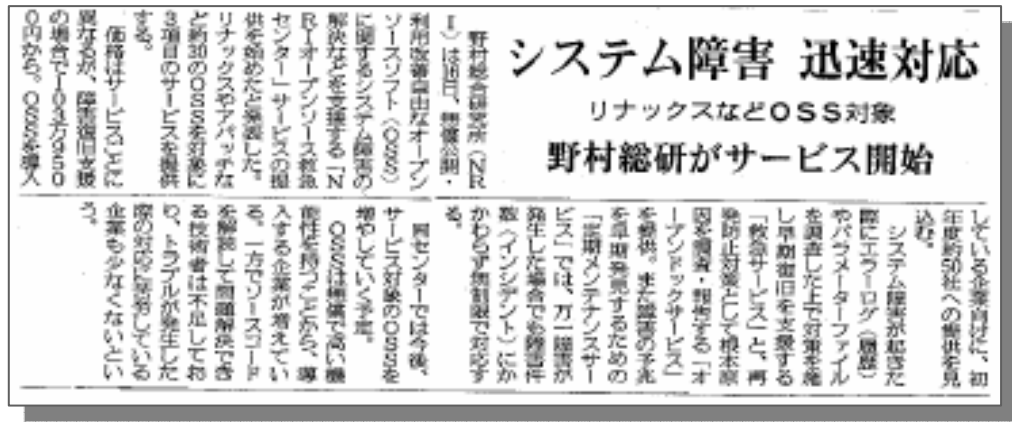 システム障害 迅速対応
リナックスなどOSS対象
野村総研がサービス開始
野村総合研究所(NR
I)は16日、無償公開・
利用改編自由なオープン
ソースソフト(OSS)
に関するシステム障害の
解決などを支援する「N
RIオープンソース救急
センター」サービスの提
供を始めたと発表した。
リナックスやアパッチな
ど約30のOSSを対象に
3項目のサービスを提供
する。
価格はサービスごとに
異なるが、障害復旧支援
の場合で103万950
0円から。OSSを導入
している企業向けに、初
年度約50社への提供を見
込む。
システム障害が起きた
際にエラーログ(履歴)
やパラメーターファイル
を調査した上で対策を施
し早期復旧を支援する
「救急サービス」と、再
発防止対策として根本原
因を調査・報告する「オ
ープンドックサービス」
を提供。また障害の予兆
を早期発見するための
「定期メンテナンスサー
ビス」では、万一障害が
発生した場合でも障害件
数(インシデント)にか
かわらず無制限で対応す
る。
同センターでは今後、
サービス対象のOSSを
増やしていく予定。
OSSは無償で高い機
能性を持つことから、導
入する企業が増えてい
る。一方でソースコード
を解読して問題解決でき
る技術者は不足してお
り、トラブルが発生した
際の対応に苦労している
企業も少なくないとい
う。